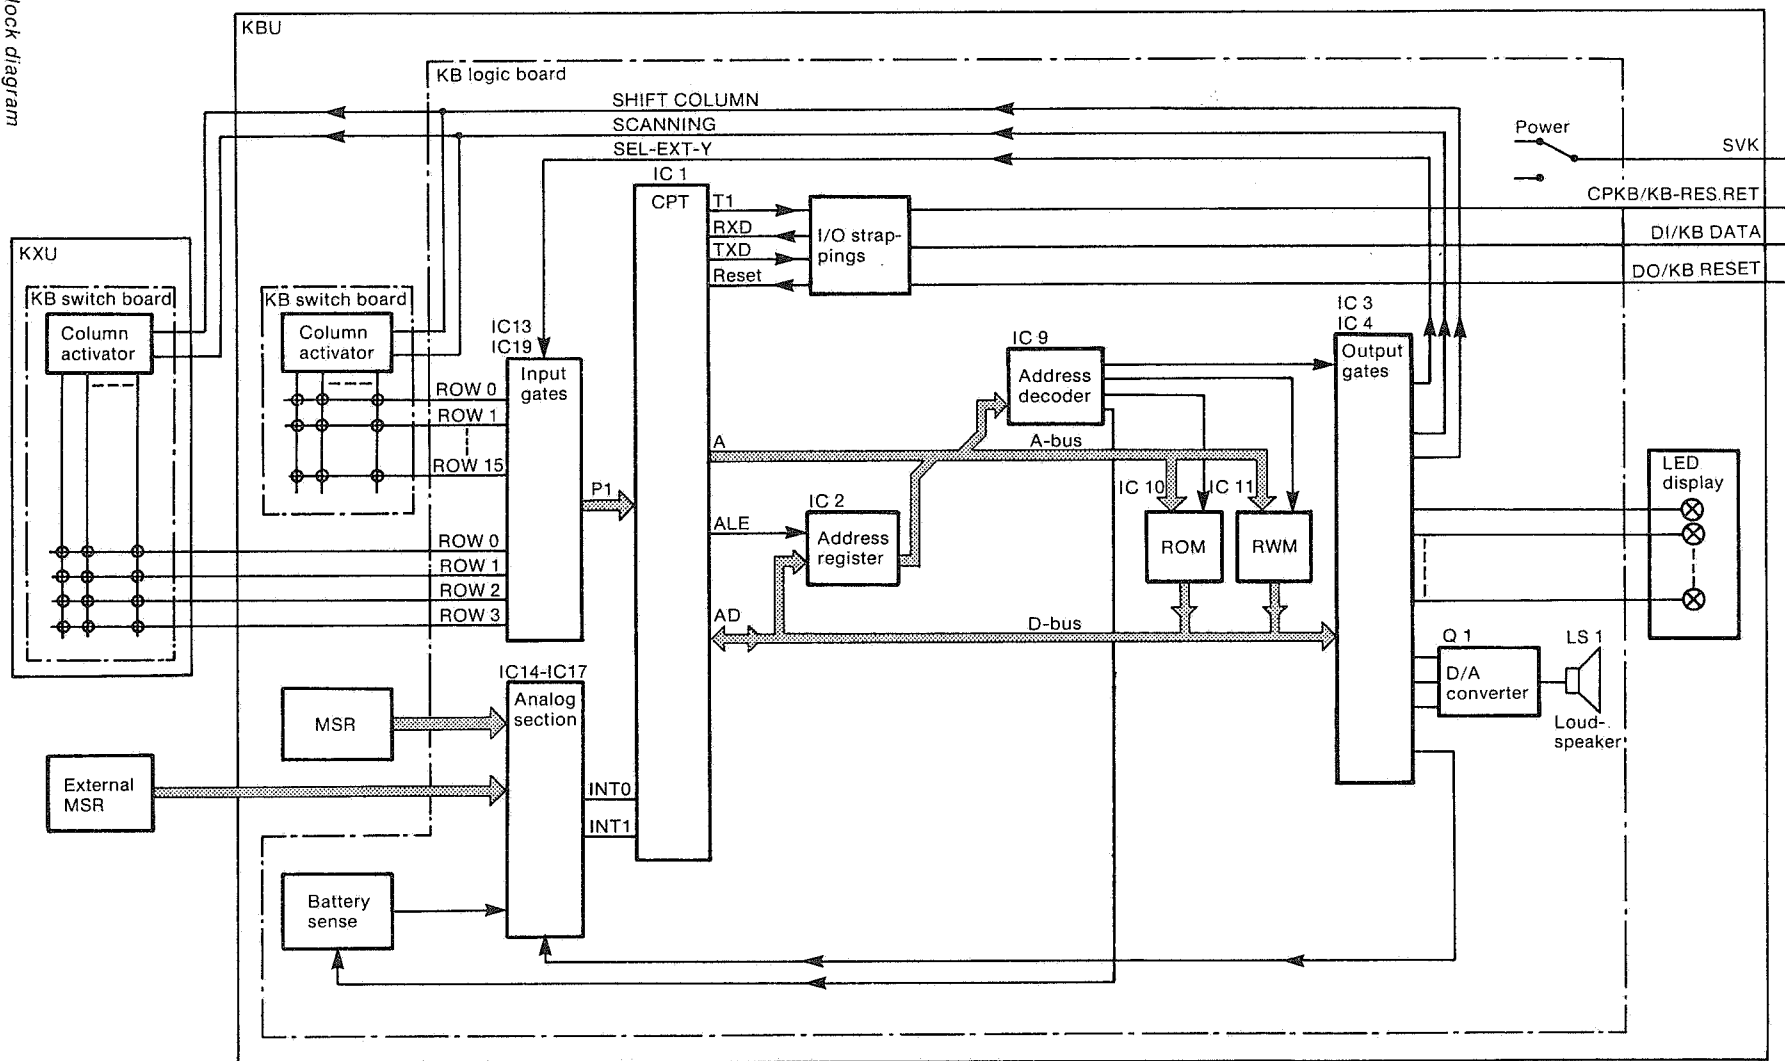 lock diagram
KBU
KB logic board
SHIFT COLUMN
SCANNING
SEL-EXT-Y
Power
SVK
CPKB/KB-RES.RET
DI/KB DATA
DO/KB RESET
IC 1
CPT
T1
RXD
TXD
Reset
I/O strap-
pings
KXU
KB switch board
Column
activator
KB switch board
Column
activator
IC13
IC19
Input
gates
ROW 0
ROW 1
ROW 15
ROW 0
ROW 1
ROW 2
ROW 3
P1
A
ALE
AD
IC 2
Address
register
IC 9
Address
decoder
A-bus
D-bus
IC 10
ROM
IC 11
RWM
IC 3
IC 4
Output
gates
LED
display
Q 1
D/A
converter
LS 1
Loud-
speaker
MSR
External
MSR
IC14-IC17
Analog
section
INT0
INT1
Battery
sense